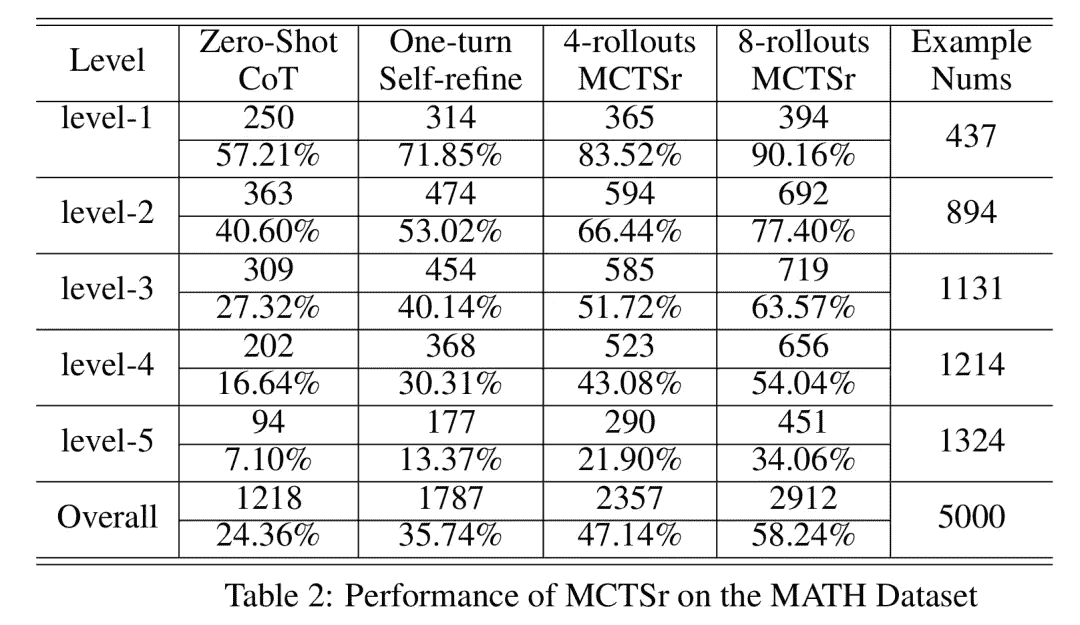 Level Zero-Shot CoT One-turn Self-refine 4-rollouts MCTSr 8-rollouts MCTSr Example Nums
level-1 250 314 365 394 437
57.21% 71.85% 83.52% 90.16%
level-2 363 474 594 692 894
40.60% 53.02% 66.44% 77.40%
level-3 309 454 585 719 1131
27.32% 40.14% 51.72% 63.57%
level-4 202 368 523 656 1214
16.64% 30.31% 43.08% 54.04%
level-5 94 177 290 451 1324
7.10% 13.37% 21.90% 34.06%
Overall 1218 1787 2357 2912 5000
24.36% 35.74% 47.14% 58.24%
Table 2: Performance of MCTSr on the MATH Dataset